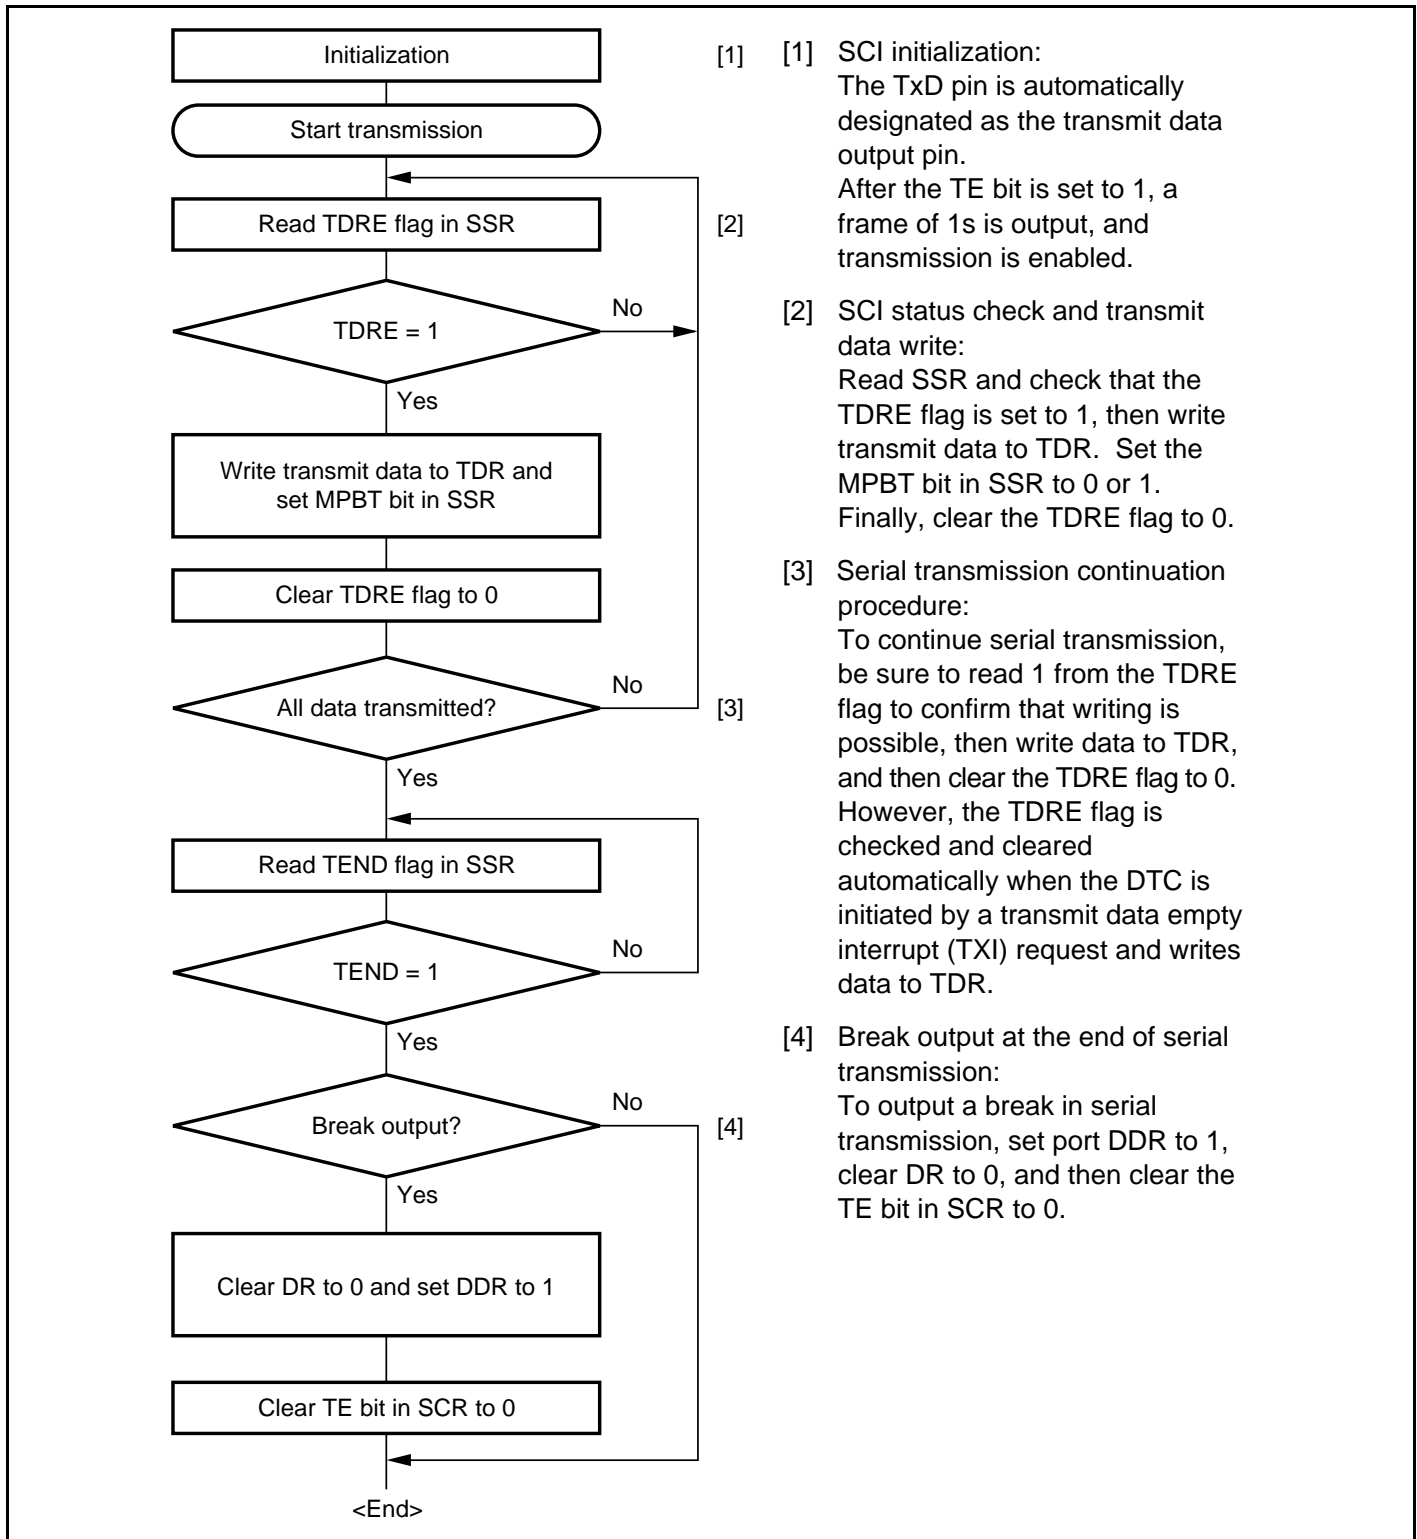 Initialization
[1]
Start transmission
Read TDRE flag in SSR
[2]
No
TDRE = 1
Yes
Write transmit data to TDR and
set MPBT bit in SSR
Clear TDRE flag to 0
No
All data transmitted?
[3]
Yes
Read TEND flag in SSR
No
TEND = 1
Yes
No
Break output?
[4]
Yes
Clear DR to 0 and set DDR to 1
Clear TE bit in SCR to 0
<End>
[1] SCI initialization:
The TxD pin is automatically
designated as the transmit data
output pin.
After the TE bit is set to 1, a
frame of 1s is output, and
transmission is enabled.
[2] SCI status check and transmit
data write:
Read SSR and check that the
TDRE flag is set to 1, then write
transmit data to TDR. Set the
MPBT bit in SSR to 0 or 1.
Finally, clear the TDRE flag to 0.
[3] Serial transmission continuation
procedure:
To continue serial transmission,
be sure to read 1 from the TDRE
flag to confirm that writing is
possible, then write data to TDR,
and then clear the TDRE flag to 0.
However, the TDRE flag is
checked and cleared
automatically when the DTC is
initiated by a transmit data empty
interrupt (TXI) request and writes
data to TDR.
[4] Break output at the end of serial
transmission:
To output a break in serial
transmission, set port DDR to 1,
clear DR to 0, and then clear the
TE bit in SCR to 0.